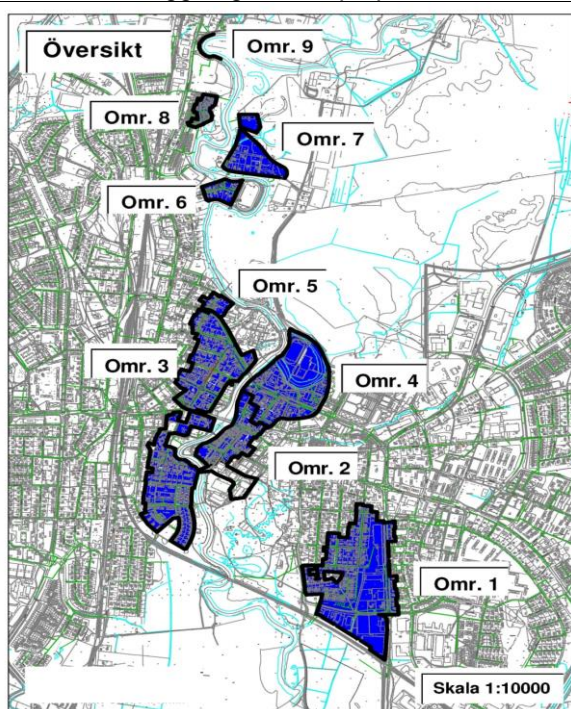 Översikt
Omr. 9
Omr. 8
Omr. 7
Omr. 6
Omr. 5
Omr. 3
Omr. 4
Omr. 2
Omr. 1
Skala 1:10000